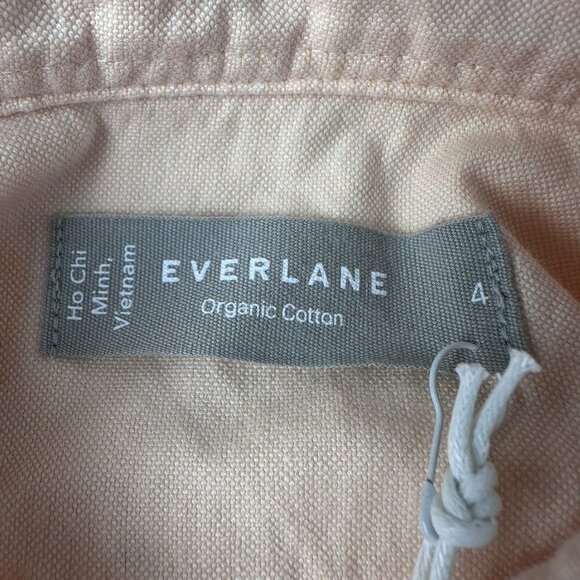 Ho Chi
Minh,
Vietnam
EVERLANE
Organic Cotton
4